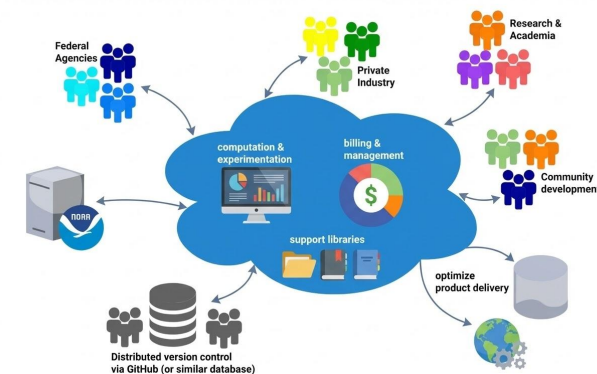 Federal
Agencies
Private
Industry
Research &
Academia
computation &
experimentation
billing &
management
$
Community
developmen
NOAA
support libraries
optimize
product delivery
Distributed version control
via GitHub (or similar database)